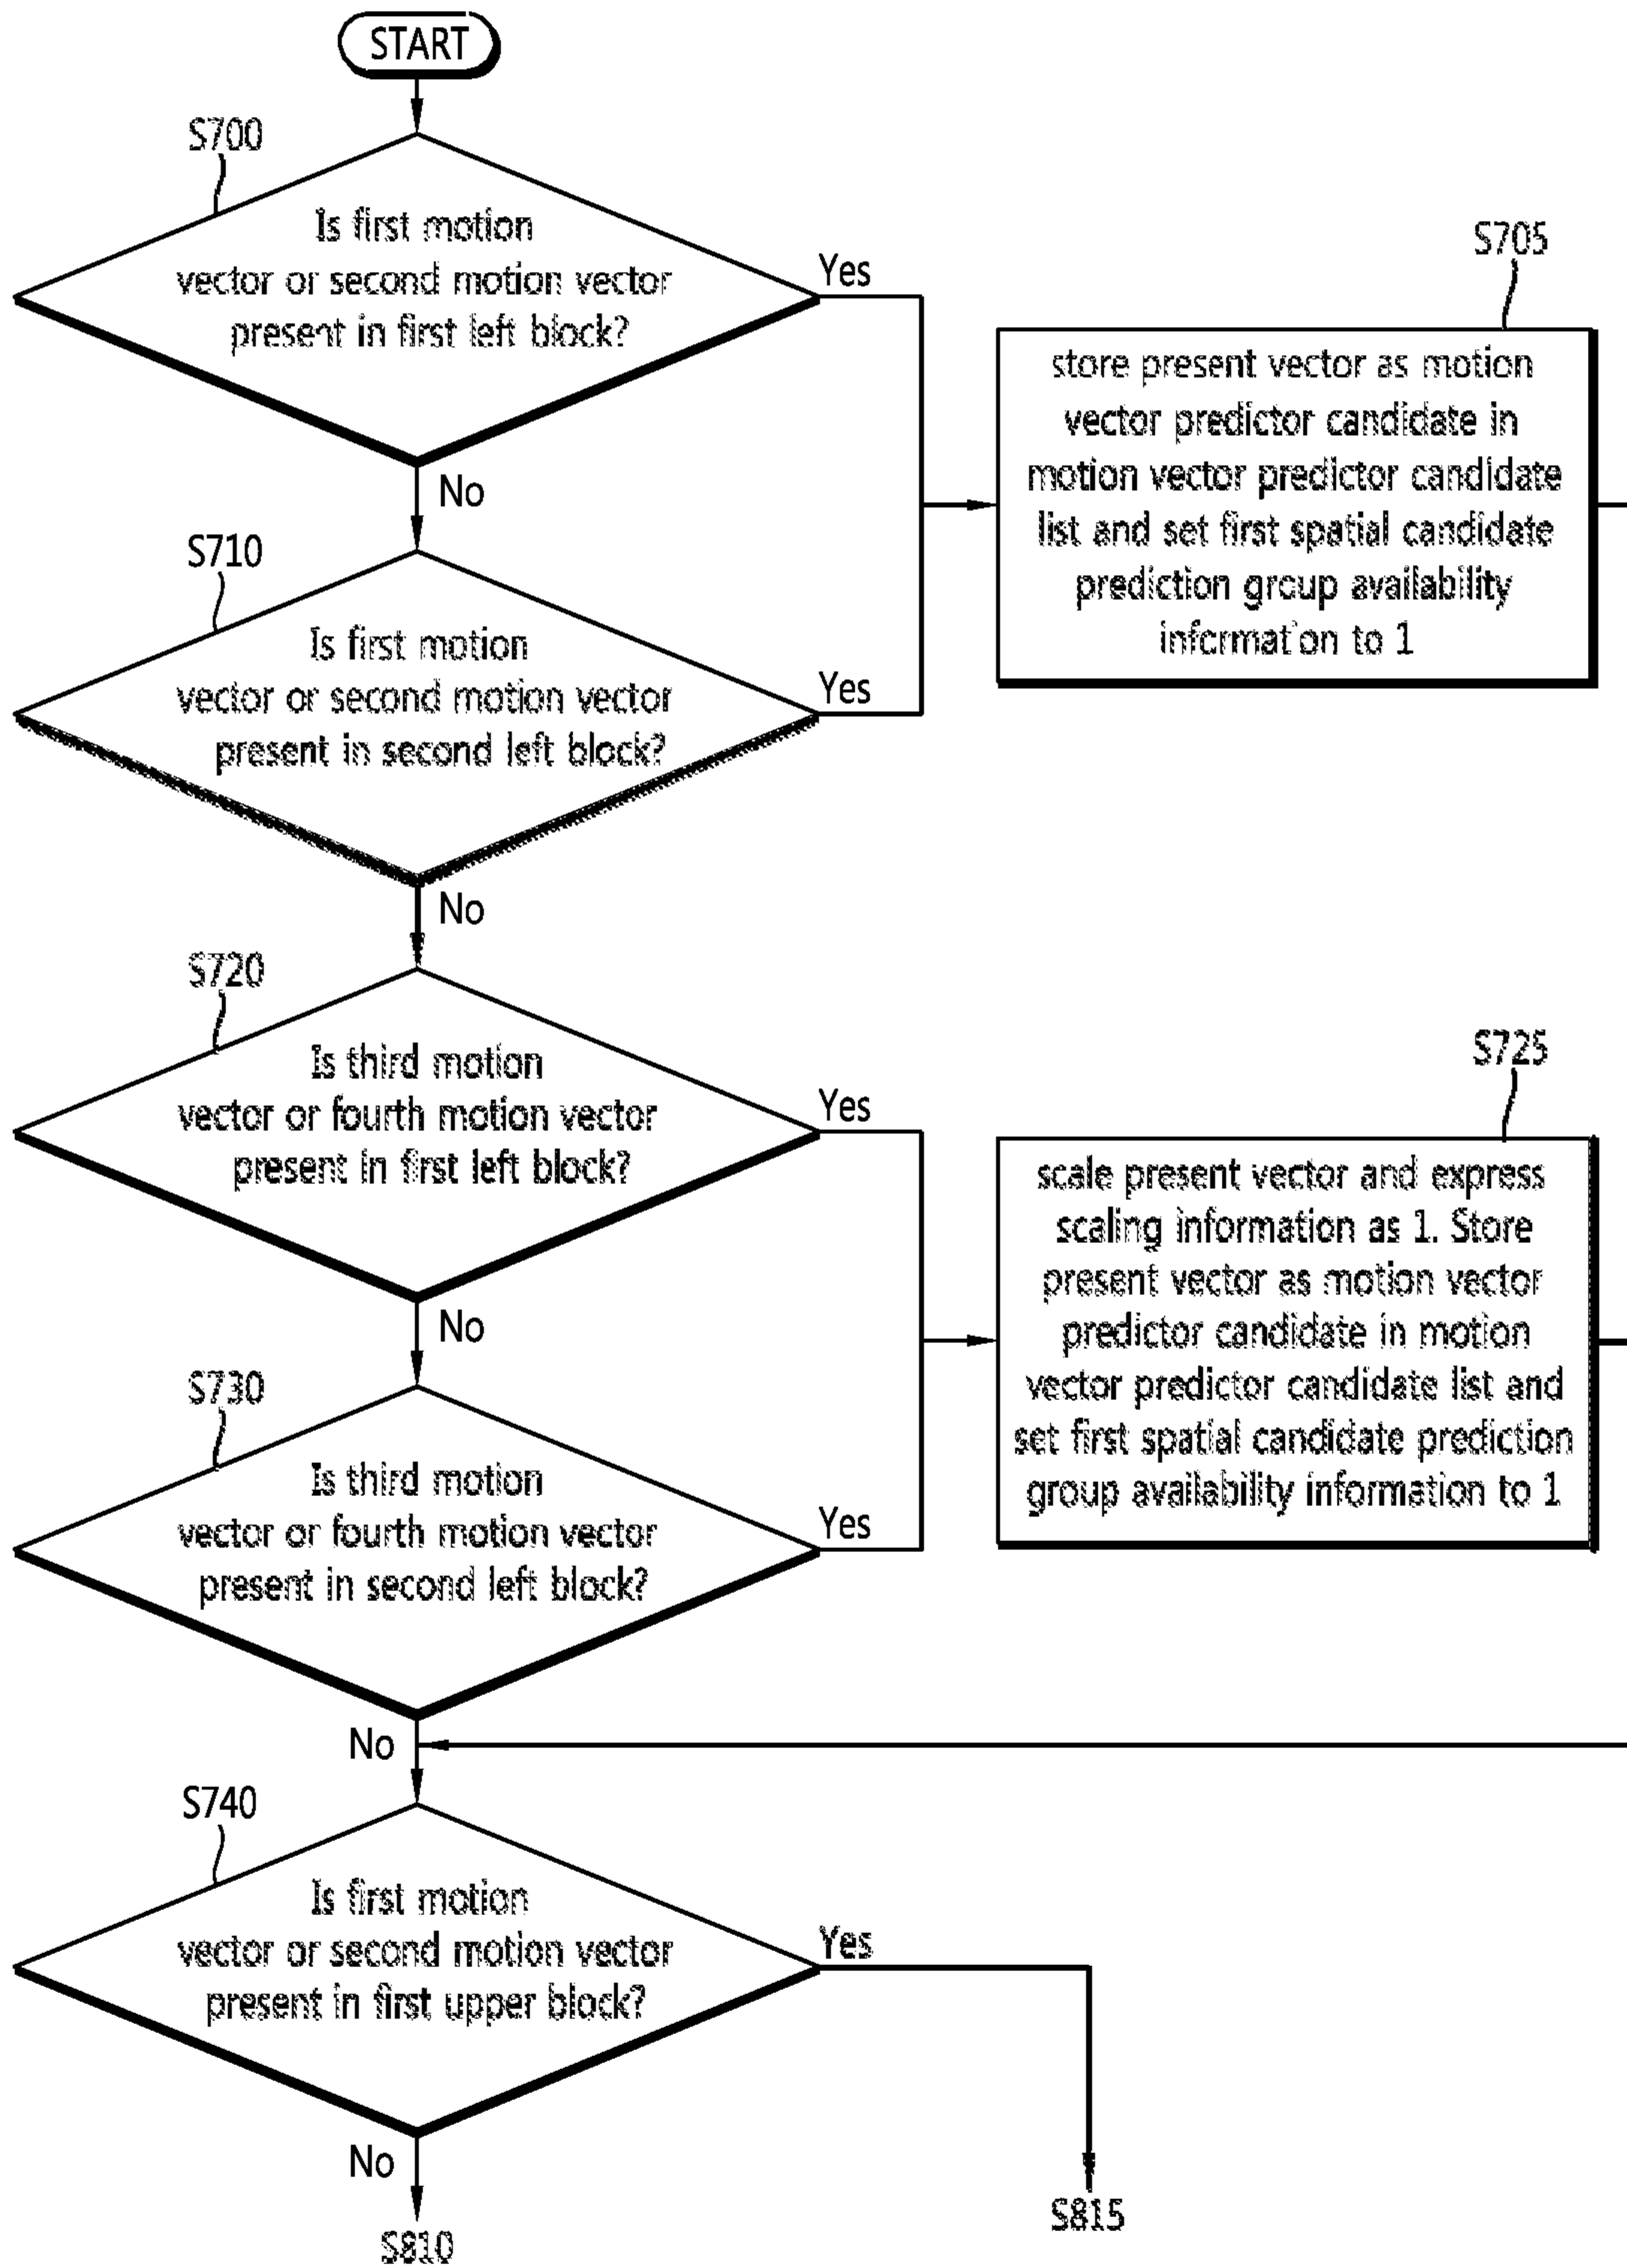 START
S700
Is first motion
vector or second motion vector
present in first left block?
Yes
No
S705
store present vector as motion
vector predictor candidate in
motion vector predictor candidate
list and set first spatial candidate
prediction group availability
information to 1
S710
Is first motion
vector or second motion vector
present in second left block?
Yes
No
S720
Is third motion
vector or fourth motion vector
present in first left block?
Yes
No
S725
scale present vector and express
scaling information as 1. Store
present vector as motion vector
predictor candidate in motion
vector predictor candidate list and
set first spatial candidate prediction
group availability information to 1
S730
Is third motion
vector or fourth motion vector
present in second left block?
Yes
No
S740
Is first motion
vector or second motion vector
present in first upper block?
Yes
No
S815
S810